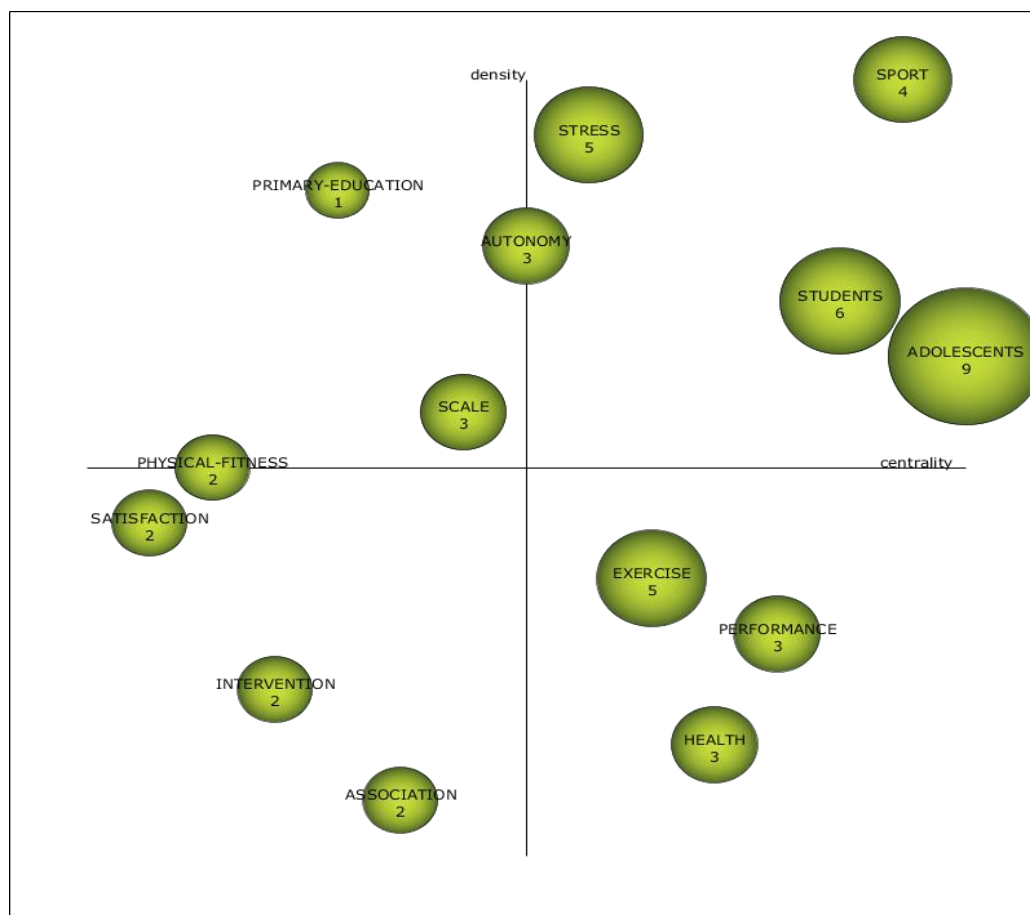 density
SPORT
4
STRESS
5
PRIMARY-EDUCATION
1
AUTONOMY
3
STUDENTS
6
ADOLESCENTS
9
SCALE
3
PHYSICAL-FITNESS
2
centrality
SATISFACTION
2
EXERCISE
5
PERFORMANCE
3
INTERVENTION
2
HEALTH
3
ASSOCIATION
2